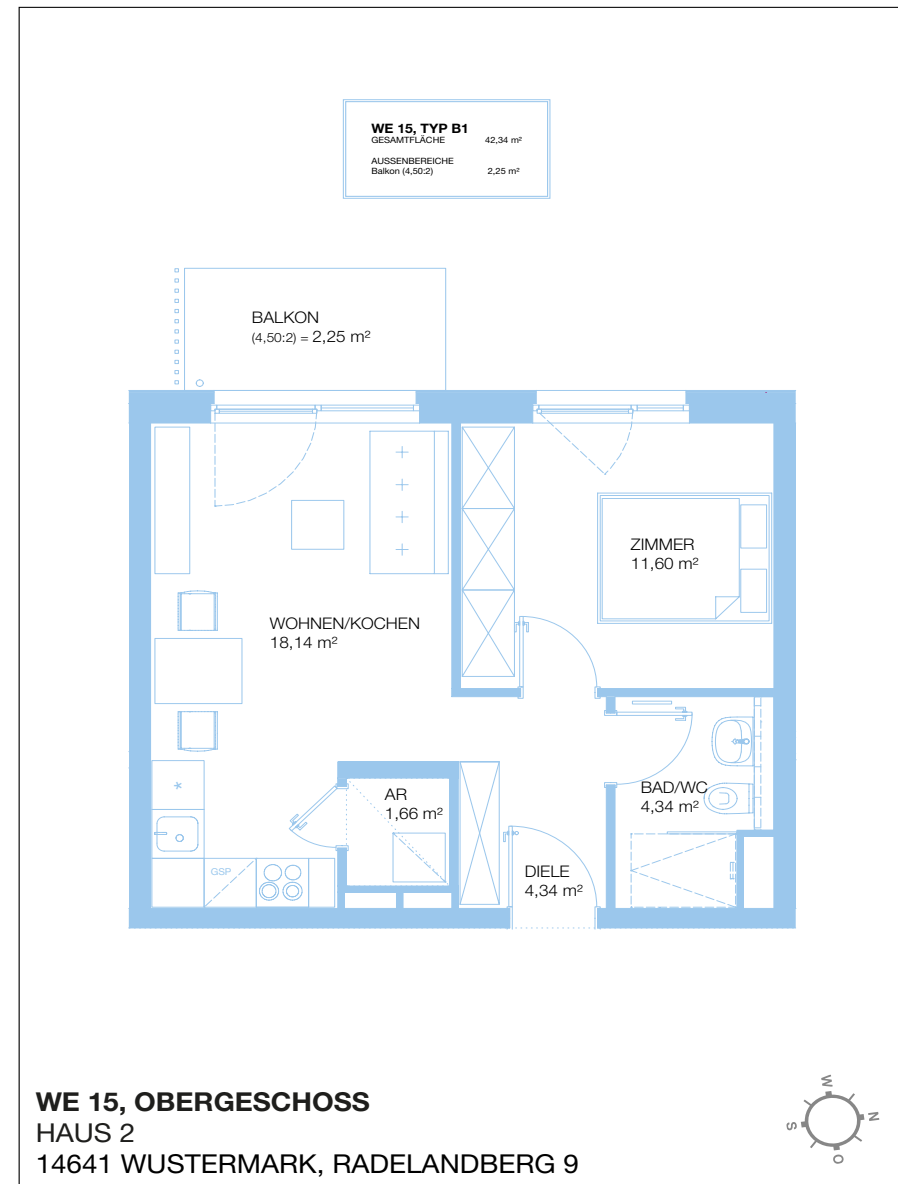 WE 15, TYP B1
GESAMTFLÄCHE 42,34 m²
AUSSENBEREICHE
Balkon (4,50:2) 2,25 m²
BALKON
(4,50:2) = 2,25 m²
ZIMMER
11,60 m²
WOHNEN/KOCHEN
18,14 m²
AR
1,66 m²
BAD/WC
4,34 m²
GSP
DIELE
4,34 m²
WE 15, OBERGESCHOSS
HAUS 2
14641 WUSTERMARK, RADELANDBERG 9
W
N
S
O